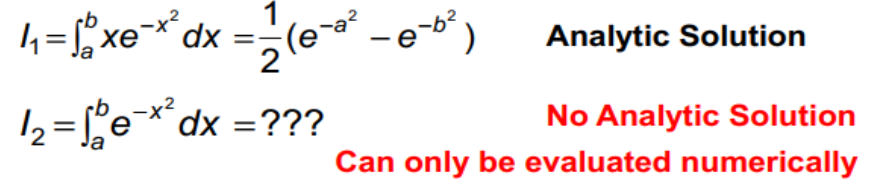 I₁=∫ₐᵇxe^{-x²}dx =1/2(e^{-a²} – e^{-b²}) Analytic Solution
I₂=∫ₐᵇe^{-x²}dx =??? No Analytic Solution
Can only be evaluated numerically